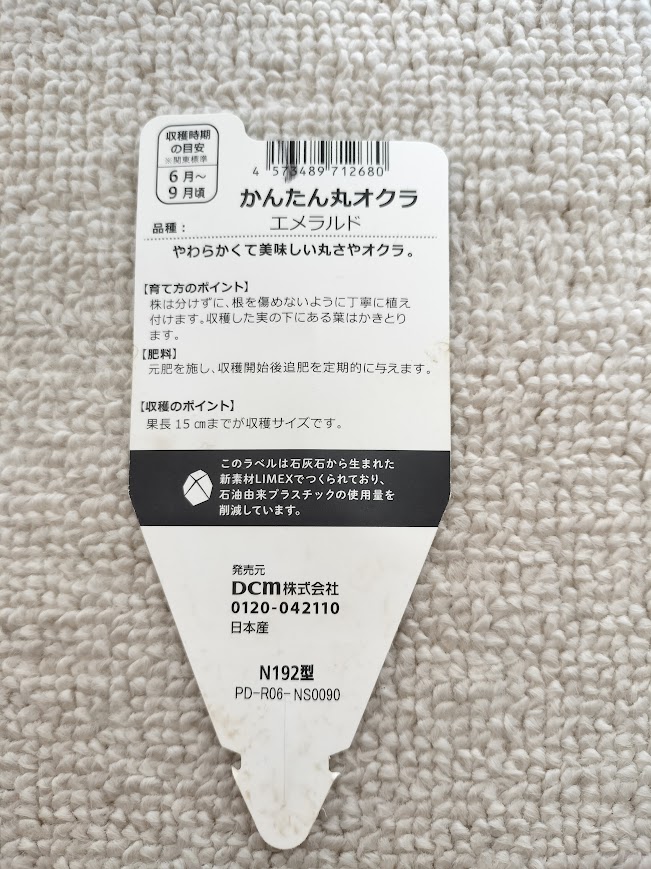 収穫時期
の目安
※関東標準
6月〜
9月頃
4 573489 712680
かんたん丸オクラ
品種：
エメラルド
やわらかくて美味しい丸さやオクラ。
【育て方のポイント】
株は分けずに、根を傷めないように丁寧に植え
付けます。収穫した実の下にある葉はかきとり
ます。
【肥料】
元肥を施し、収穫開始後追肥を定期的に与えます。
【収穫のポイント】
果長15㎝までが収穫サイズです。
このラベルは石灰石から生まれた
新素材LIMEXでつくられており、
石油由来プラスチックの使用量を
削減しています。
発売元
DCM株式会社
0120-042110
日本産
N192型
PD-R06-NS0090